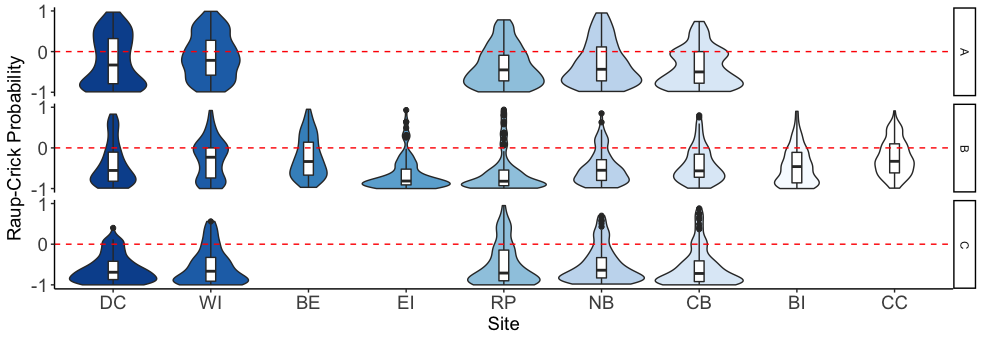 Raup-Crick Probability
1
0
-1
A
1
0
-1
B
1
0
-1
C
DC WI BE EI RP NB CB BI CC
Site